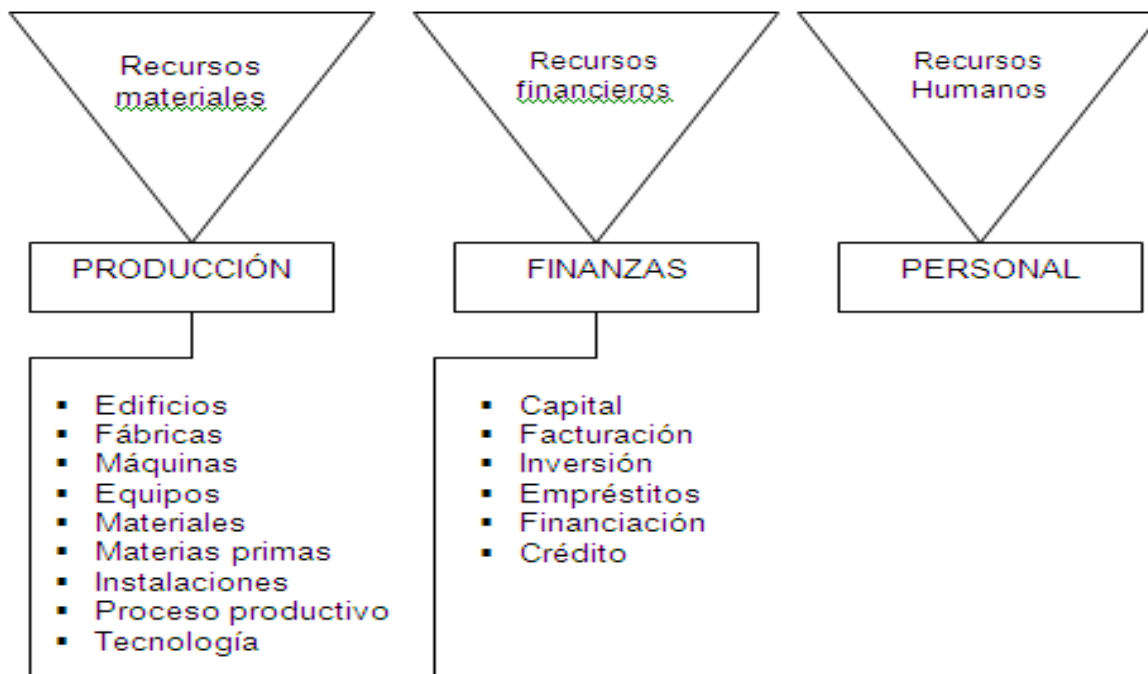 Recursos
materiales
PRODUCCIÓN
▪ Edificios
▪ Fábricas
▪ Máquinas
▪ Equipos
▪ Materiales
▪ Materias primas
▪ Instalaciones
▪ Proceso productivo
▪ Tecnología
Recursos
financieros
FINANZAS
▪ Capital
▪ Facturación
▪ Inversión
▪ Empréstitos
▪ Financiación
▪ Crédito
Recursos
Humanos
PERSONAL